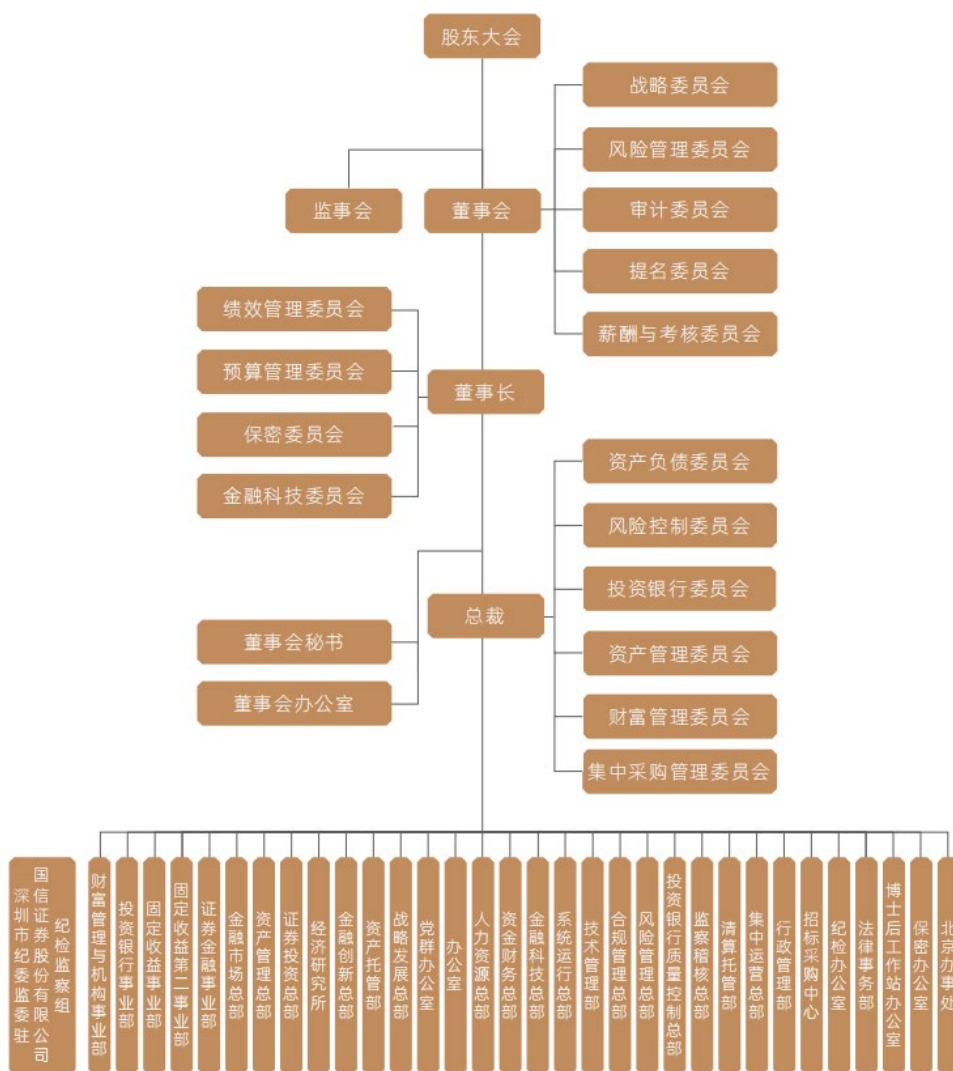 股东大会
战略委员会
风险管理委员会
监事会
董事会
审计委员会
提名委员会
薪酬与考核委员会
绩效管理委员会
预算管理委员会
董事长
保密委员会
金融科技委员会
资产负债委员会
风险控制委员会
投资银行委员会
总裁
董事会秘书
资产管理委员会
董事会办公室
财富管理委员会
集中采购管理委员会
深圳市纪委监委驻
国信证券股份有限公司
纪检监察组
财富管理与机构事业部
投资银行事业部
固定收益事业部
固定收益第二事业部
证券金融事业部
金融市场总部
资产管理总部
证券投资总部
经济研究所
金融创新总部
资产托管部
战略发展总部
党群办公室
办公室
人力资源总部
资金财务总部
金融科技总部
系统运行总部
技术管理部
合规管理总部
风险管理总部
投资银行质量控制总部
监察稽核总部
清算托管部
集中运营总部
行政管理部
招标采购中心
纪检办公室
法律事务部
博士后工作站办公室
保密办公室
北京办事处